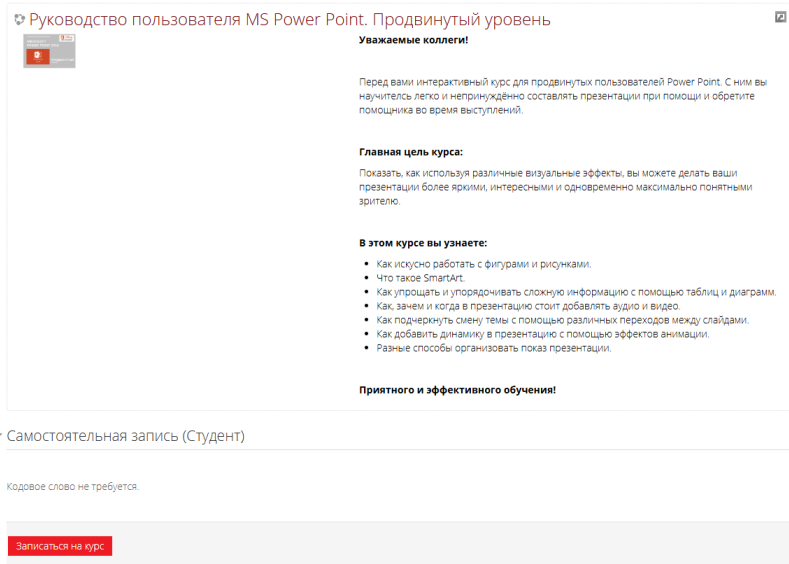 Руководство пользователя MS Power Point. Продвинутый уровень
Уважаемые коллеги!
Перед вами интерактивный курс для продвинутых пользователей Power Point. С ним вы
научителсь легко и непринуждённо составлять презентации при помощи и обретите
помощника во время выступлений.
Главная цель курса:
Показать, как используя различные визуальные эффекты, вы можете делать ваши
презентации более яркими, интересными и одновременно максимально понятными
зрителю.
В этом курсе вы узнаете:
Как искусно работать с фигурами и рисунками.
Что такое SmartArt.
Как упрощать и упорядочивать сложную информацию с помощью таблиц и диаграмм.
Как, зачем и когда в презентацию стоит добавлять аудио и видео.
Как подчеркнуть смену темы с помощью различных переходов между слайдами.
Как добавить динамику в презентацию с помощью эффектов анимации.
Разные способы организовать показ презентации.
Приятного и эффективного обучения!
Самостоятельная запись (Студент)
Кодовое слово не требуется.
Записаться на курс